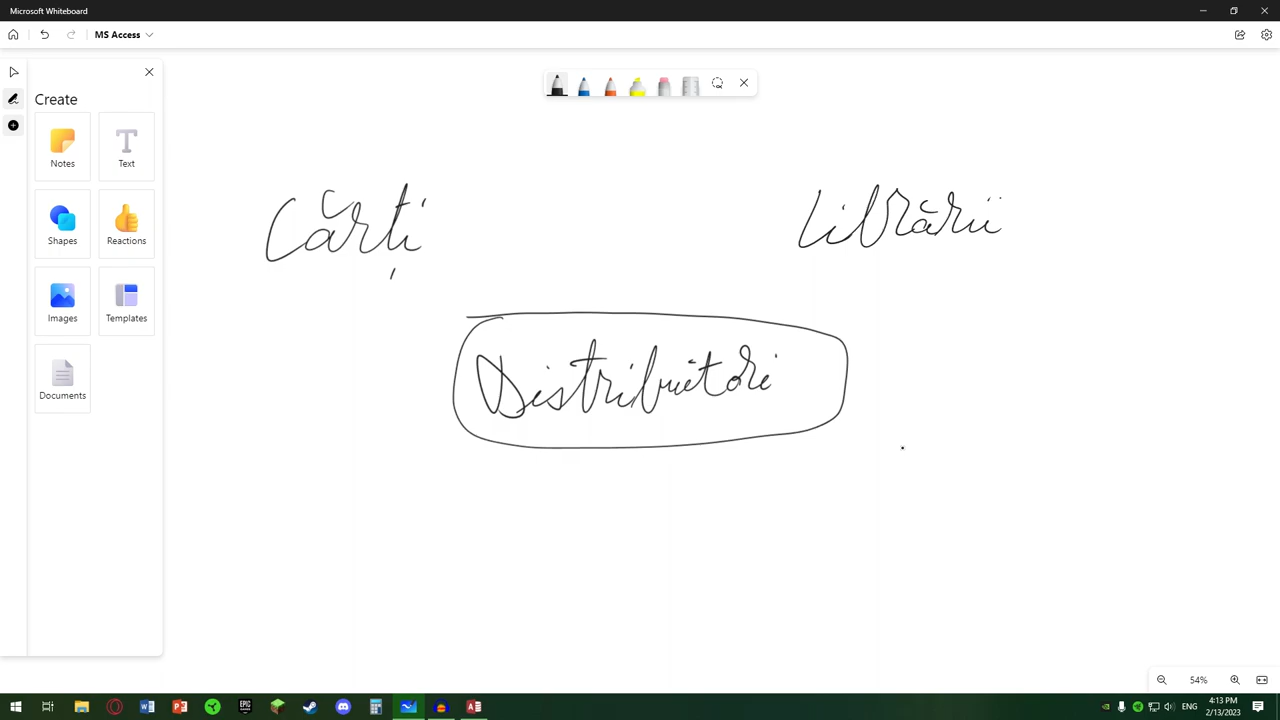 Microsoft Whiteboard
MS Access
Create
Notes
Text
Shapes
Reactions
Images
Templates
Documents
Cărți
Librării
Distribuitori
54%
ENG
4:13 PM
2/13/2023